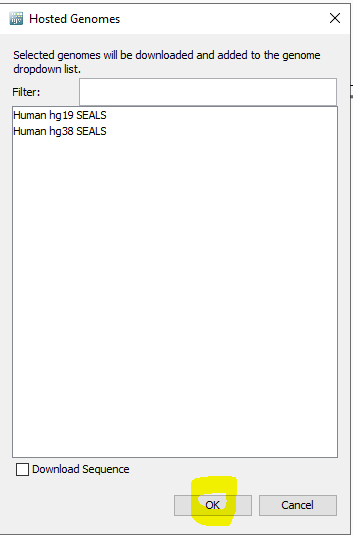 Hosted Genomes
Selected genomes will be downloaded and added to the genome
dropdown list.
Filter:
Human hg19 SEALS
Human hg38 SEALS
Download Sequence
OK Cancel